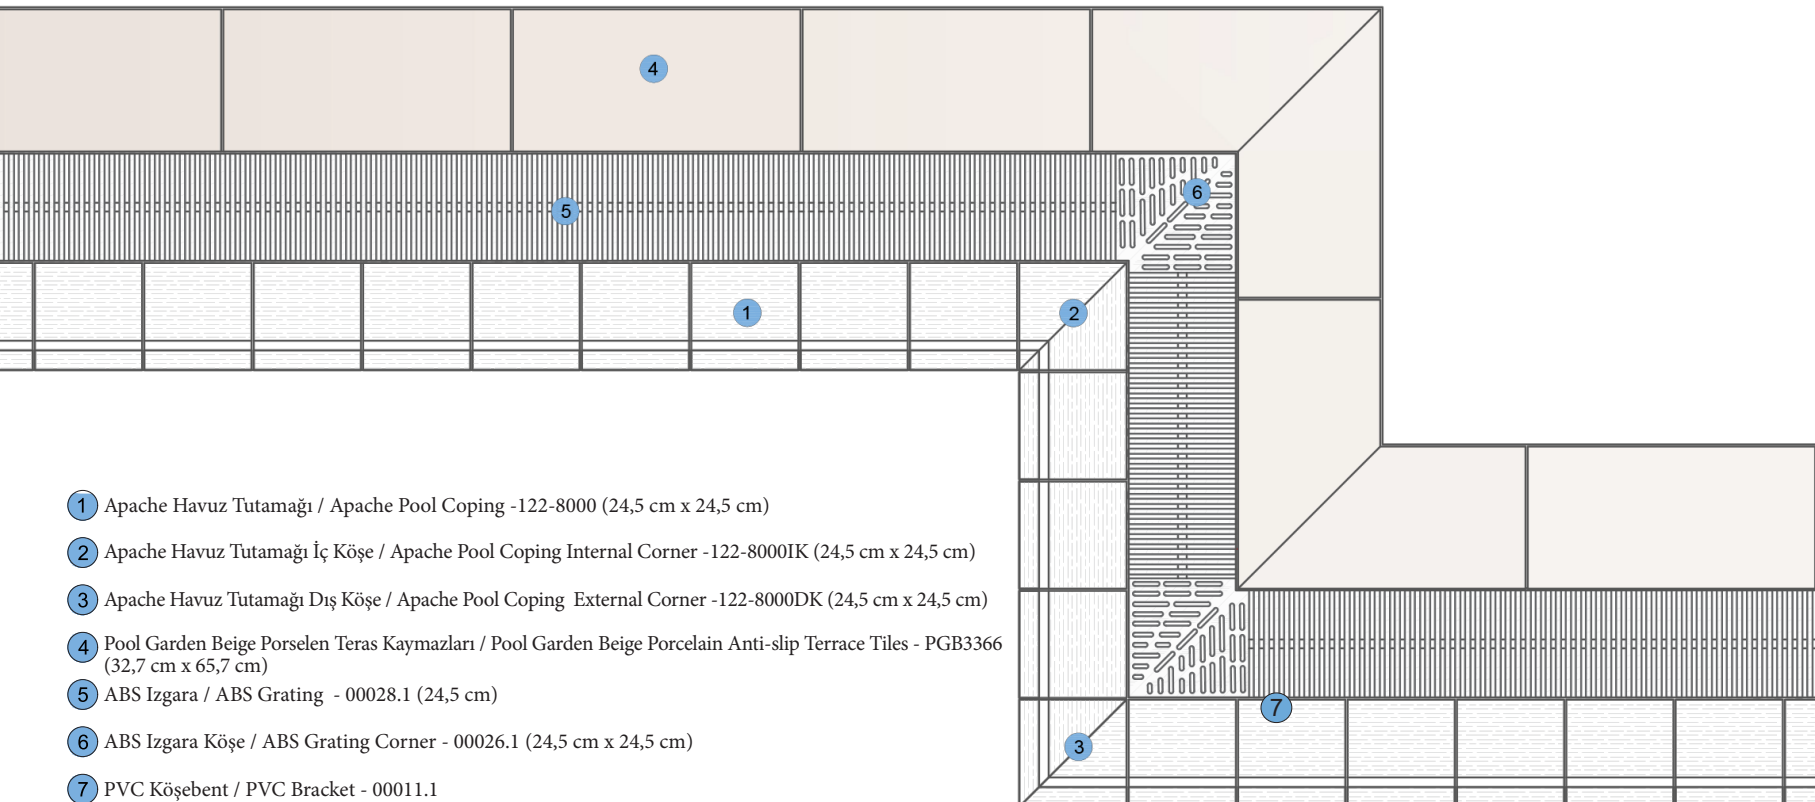 4
5
6
1
2
1 Apache Havuz Tutamağı / Apache Pool Coping -122-8000 (24,5 cm x 24,5 cm)
2 Apache Havuz Tutamağı İç Köşe / Apache Pool Coping Internal Corner -122-8000IK (24,5 cm x 24,5 cm)
3 Apache Havuz Tutamağı Dış Köşe / Apache Pool Coping External Corner -122-8000DK (24,5 cm x 24,5 cm)
4 Pool Garden Beige Porselen Teras Kaymazları / Pool Garden Beige Porcelain Anti-slip Terrace Tiles - PGB3366
(32,7 cm x 65,7 cm)
5 ABS Izgara / ABS Grating - 00028.1 (24,5 cm)
6 ABS Izgara Köşe / ABS Grating Corner - 00026.1 (24,5 cm x 24,5 cm)
7 PVC Köşebent / PVC Bracket - 00011.1
7
3